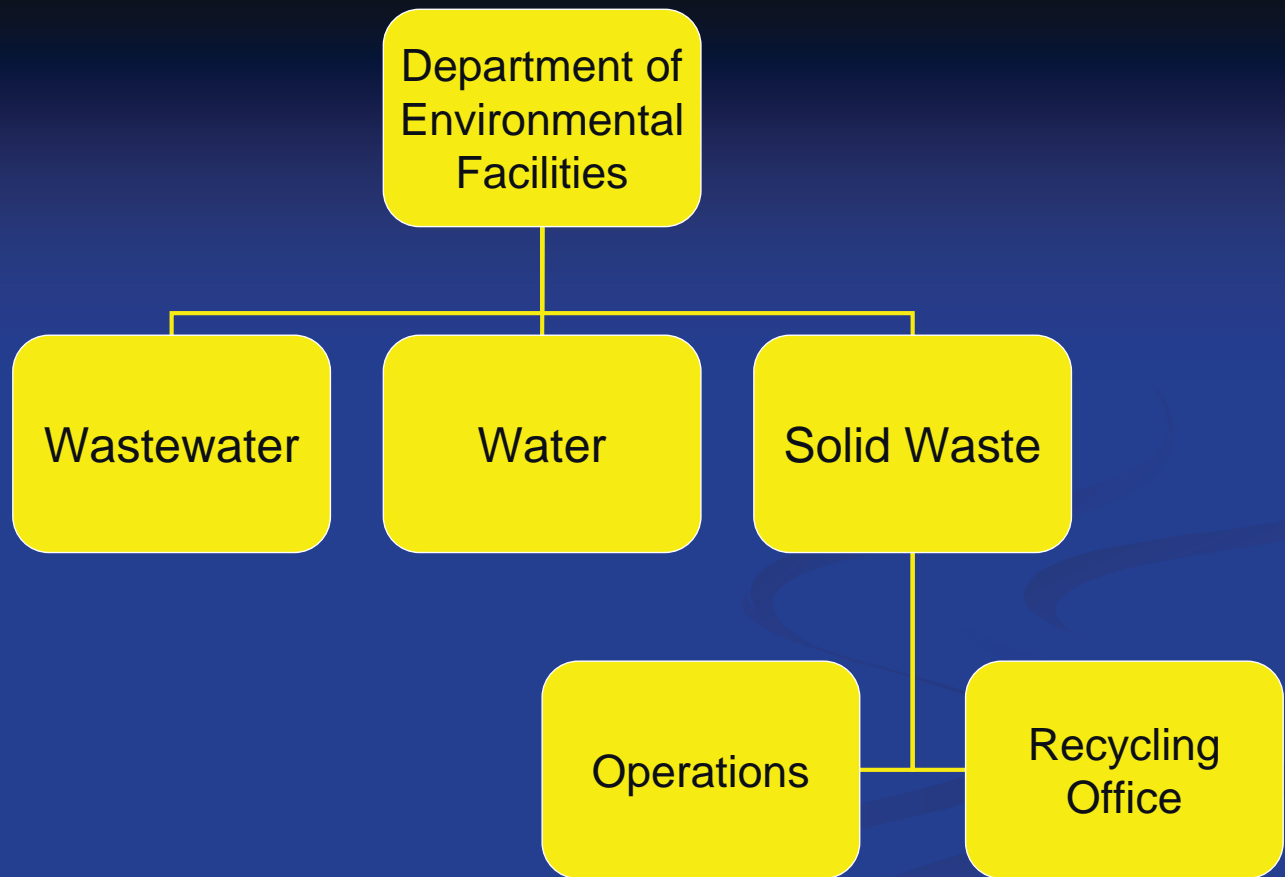 Department of
Environmental
Facilities
Wastewater
Water
Solid Waste
Operations
Recycling
Office